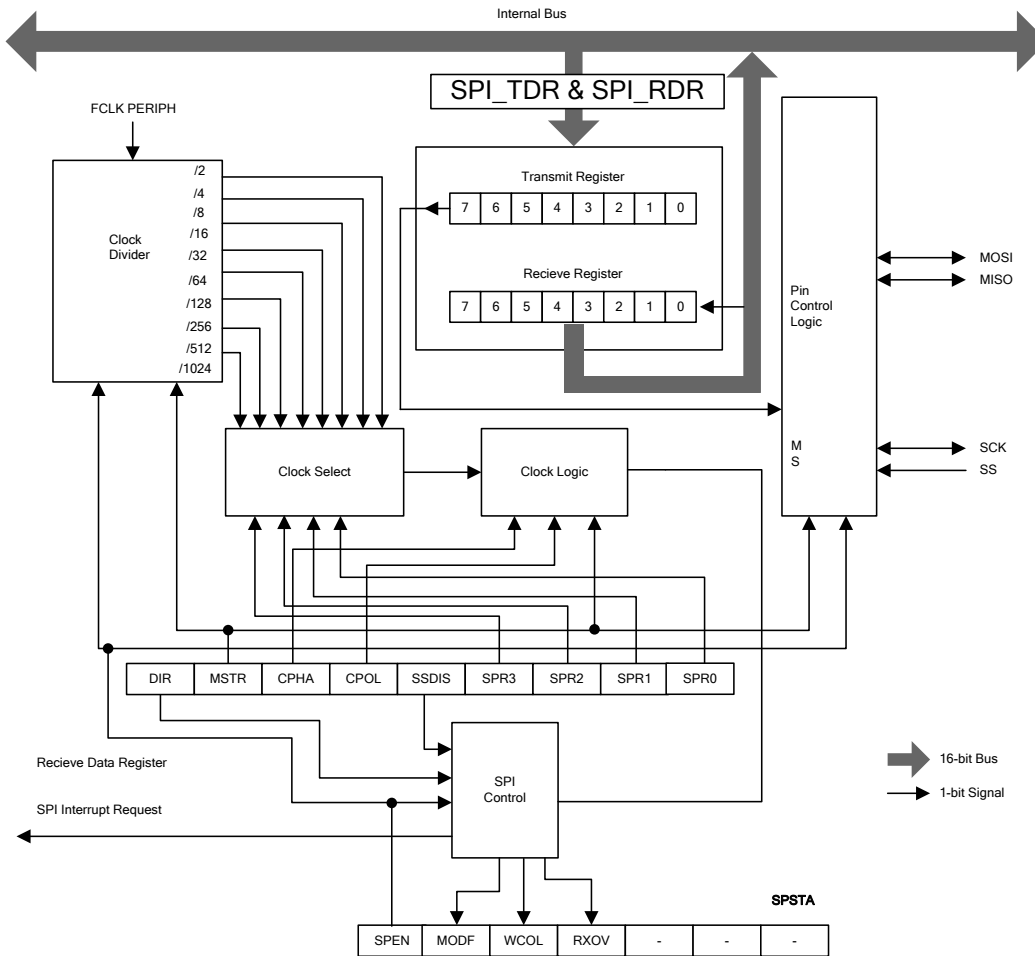 Internal Bus
SPI_TDR & SPI_RDR
FCLK PERIPH
Clock
Divider
/2
/4
/8
/16
/32
/64
/128
/256
/512
/1024
Transmit Register
7 6 5 4 3 2 1 0
Recieve Register
7 6 5 4 3 2 1 0
Pin
Control
Logic
M
S
MOSI
MISO
SCK
SS
Clock Select
Clock Logic
DIR MSTR CPHA CPOL SSDIS SPR3 SPR2 SPR1 SPR0
Recieve Data Register
SPI Interrupt Request
SPI
Control
16-bit Bus
1-bit Signal
SPSTA
SPEN MODF WCOL RXOV - - -